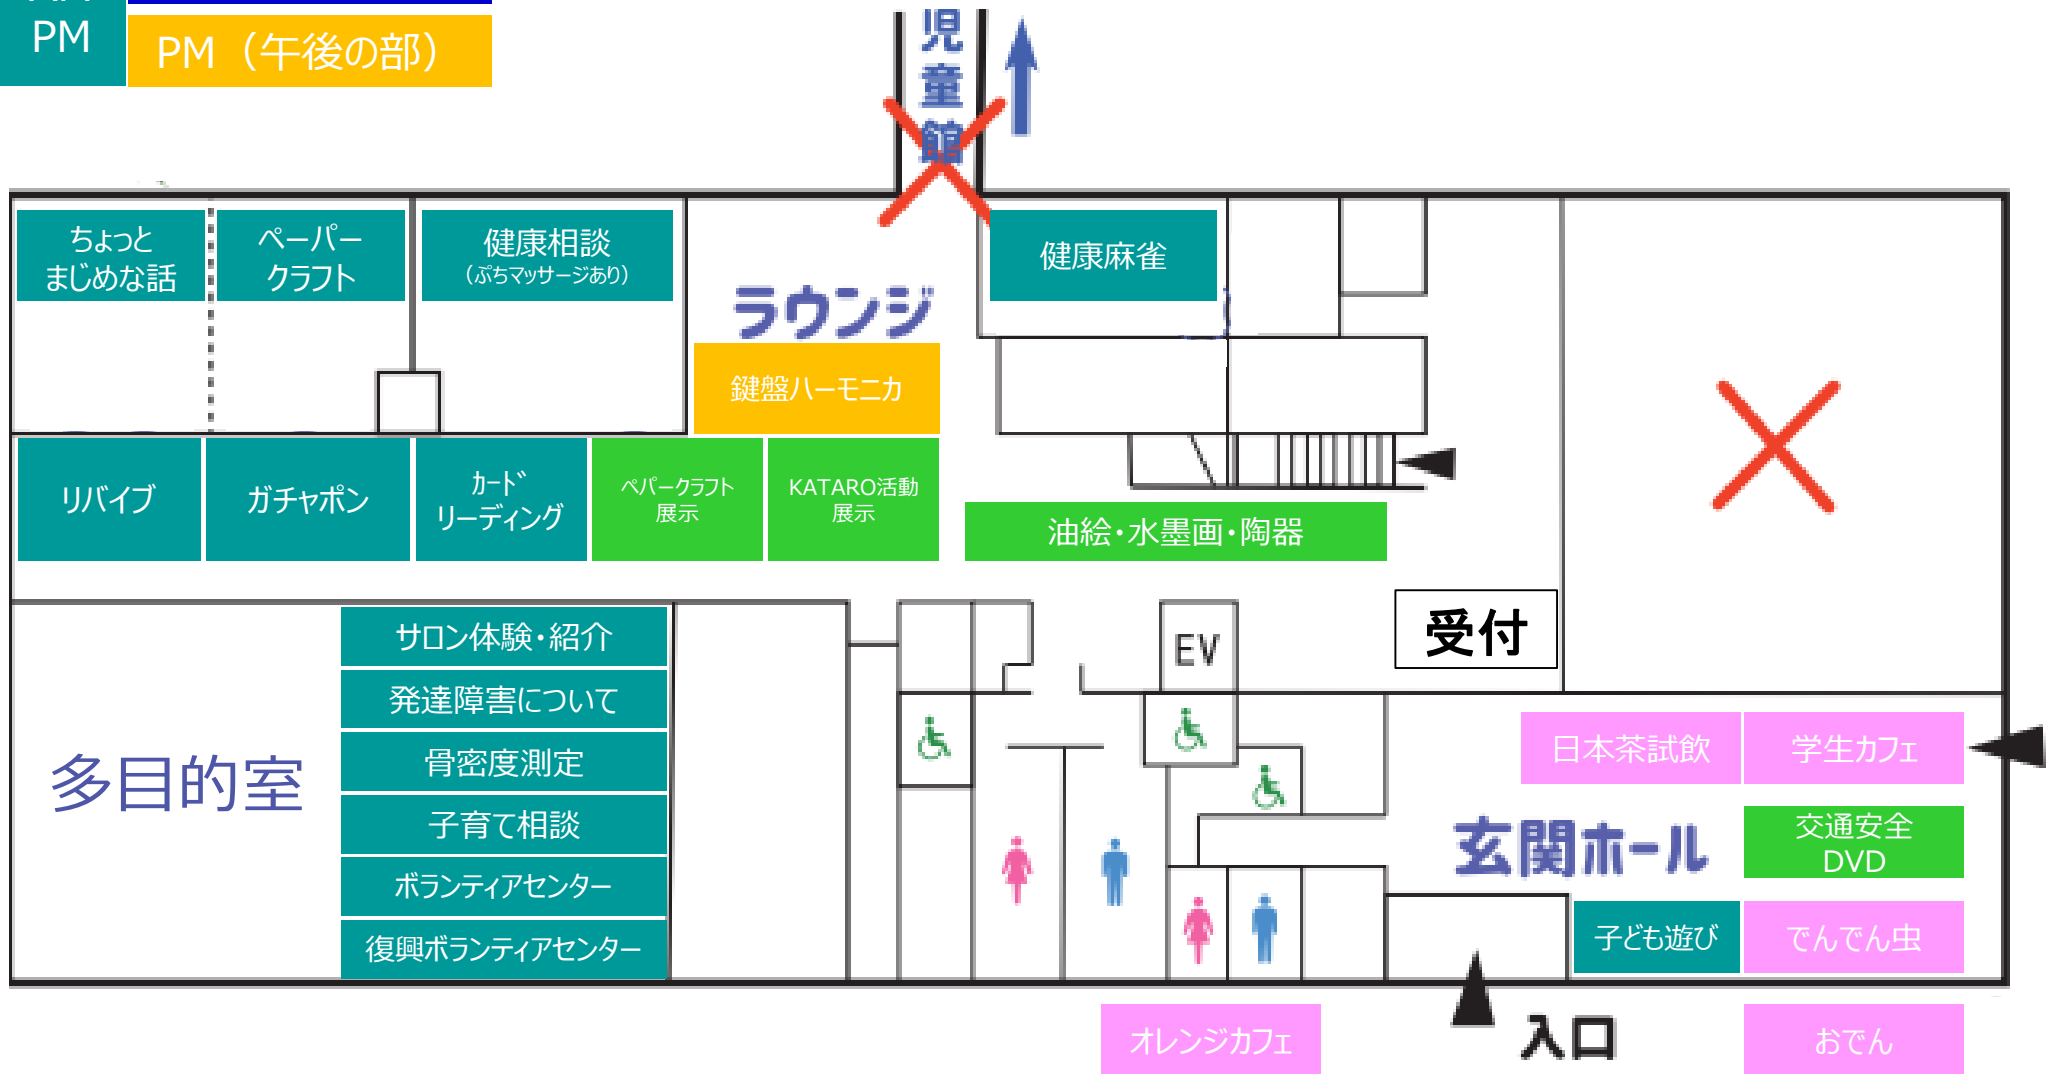 PM
PM（午後の部）
児童館
ちょっと
まじめな話
ペーパー
クラフト
健康相談
（ぷちマッサージあり）
健康麻雀
ラウンジ
鍵盤ハーモニカ
リバイブ
ガチャポン
カード
リーディング
ペパークラフト
展示
KATARO活動
展示
油絵・水墨画・陶器
受付
サロン体験・紹介
発達障害について
骨密度測定
子育て相談
ボランティアセンター
復興ボランティアセンター
多目的室
EV
日本茶試飲
学生カフェ
玄関ホール
交通安全
DVD
子ども遊び
でんでん虫
オレンジカフェ
入口
おでん